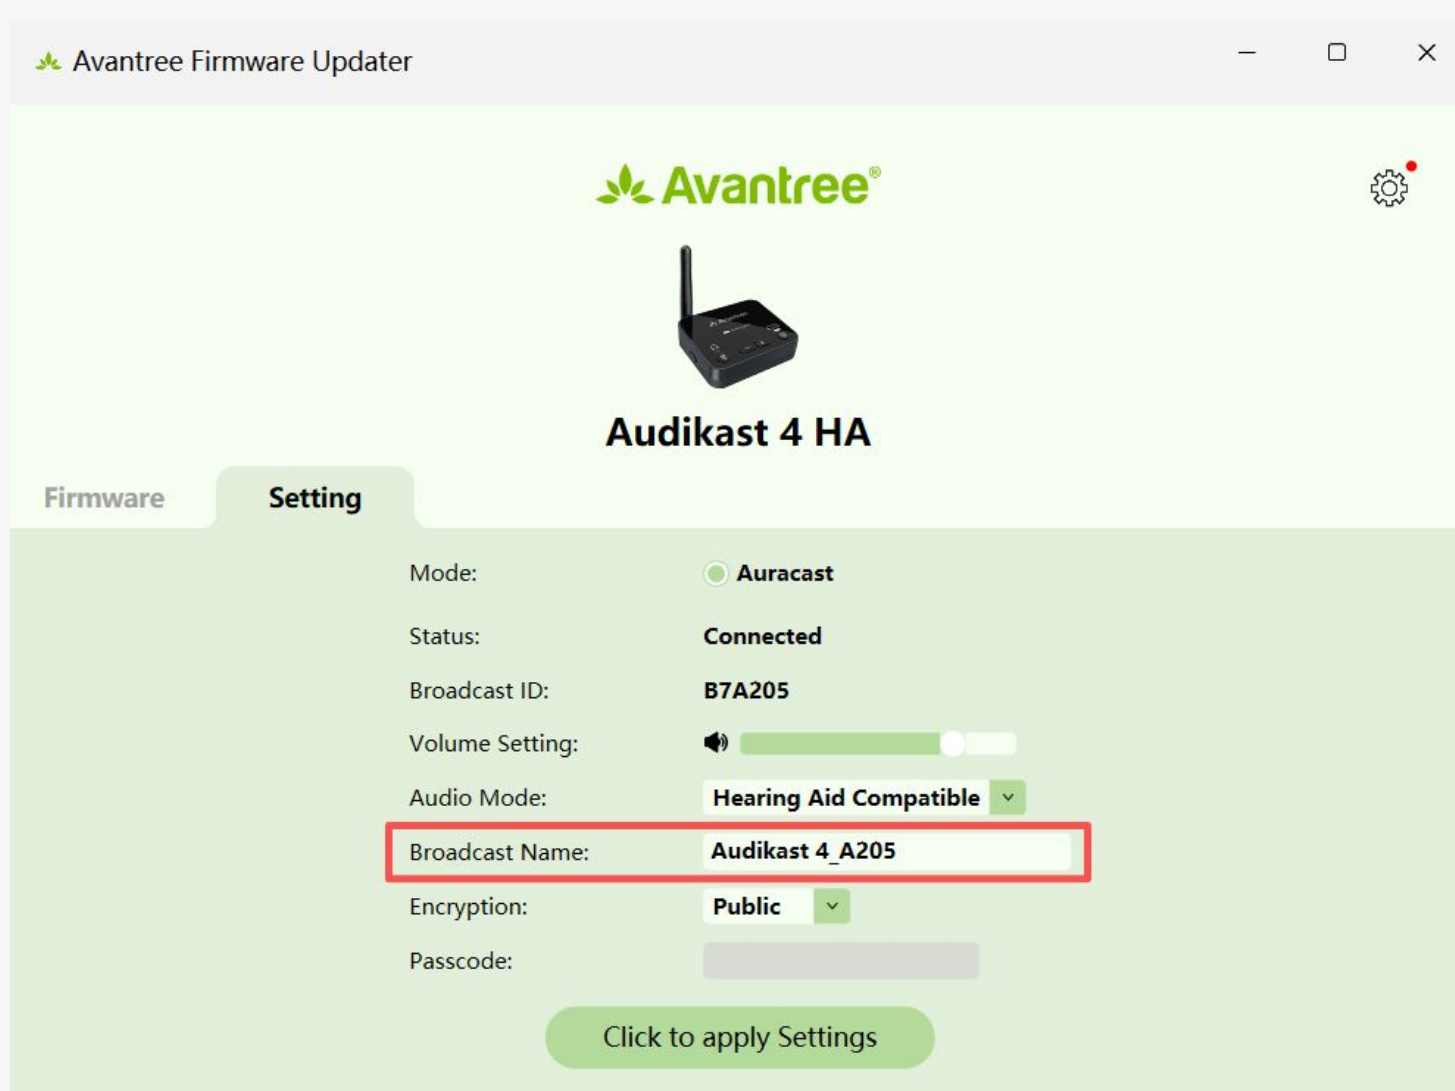 Avantree Firmware Updater
Avantree®
Audikast 4 HA
Firmware Setting
Mode: Auracast
Status: Connected
Broadcast ID: B7A205
Volume Setting:
Audio Mode: Hearing Aid Compatible
Broadcast Name: Audikast 4_A205
Encryption: Public
Passcode:
Click to apply Settings